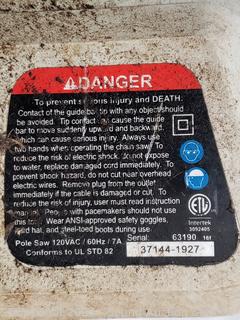 ⚠DANGER
To prevent serious injury and DEATH:
Contact of the guide bar tip with any object should
be avoided. Tip contact can cause the guide
bar to move suddenly upward and backward,
which can cause serious injury. Always use
two hands when operating the chain saw. To
reduce the risk of electric shock, do not expose
to water, replace damaged cord immediately. To
prevent shock hazard, do not cut near overhead
electric wires. Remove plug from the outlet
immediately if the cable is damaged or cut. To
reduce the risk of injury, user must read instruction
manual. People with pacemakers should not use
this tool. Wear ANSI-approved safety goggles,
hard hat, and steel-toed boots during use.
Pole Saw 120VAC / 60Hz / 7A
Conforms to UL STD 82
Serial:
63190 16f
37144-1927
ETL
Intertek
3092405